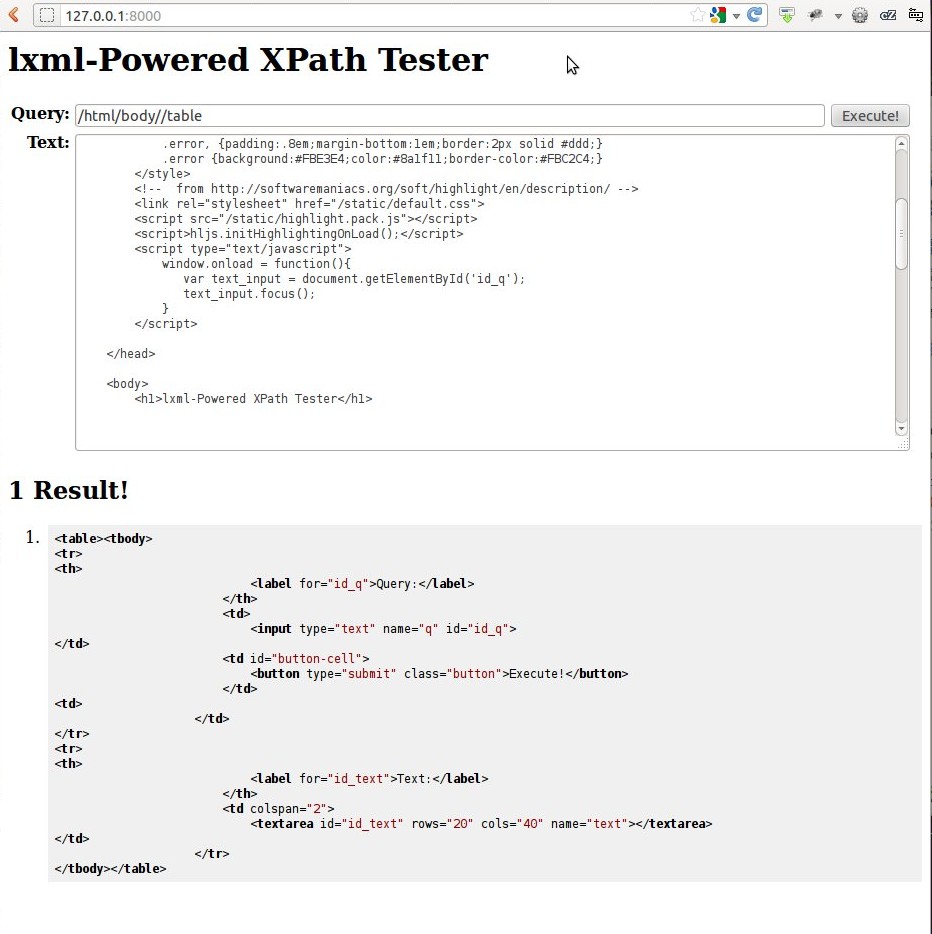 127.0.0.1:8000
lxml-Powered XPath Tester
Query: /html/body//table Execute!
Text:
.error, {padding:.8em;margin-bottom:1em;border:2px solid #ddd;}
.error {background:#FBE3E4;color:#8a1f11;border-color:#FBC2C4;}
</style>
<!--  from http://softwaremaniacs.org/soft/highlight/en/description/ -->
<link rel="stylesheet" href="/static/default.css">
<script src="/static/highlight.pack.js"></script>
<script>hljs.initHighlightingOnLoad();</script>
<script type="text/javascript">
window.onload = function(){
var text_input = document.getElementById('id_q');
text_input.focus();
}
</script>
</head>
<body>
<h1>lxml-Powered XPath Tester</h1>
1 Result!
1. <table><tbody>
<tr>
<th>
<label for="id_q">Query:</label>
</th>
<td>
<input type="text" name="q" id="id_q">
</td>
<td id="button-cell">
<button type="submit" class="button">Execute!</button>
</td>
<td>
</td>
</tr>
<tr>
<th>
<label for="id_text">Text:</label>
</th>
<td colspan="2">
<textarea id="id_text" rows="20" cols="40" name="text"></textarea>
</td>
</tr>
</tbody></table>